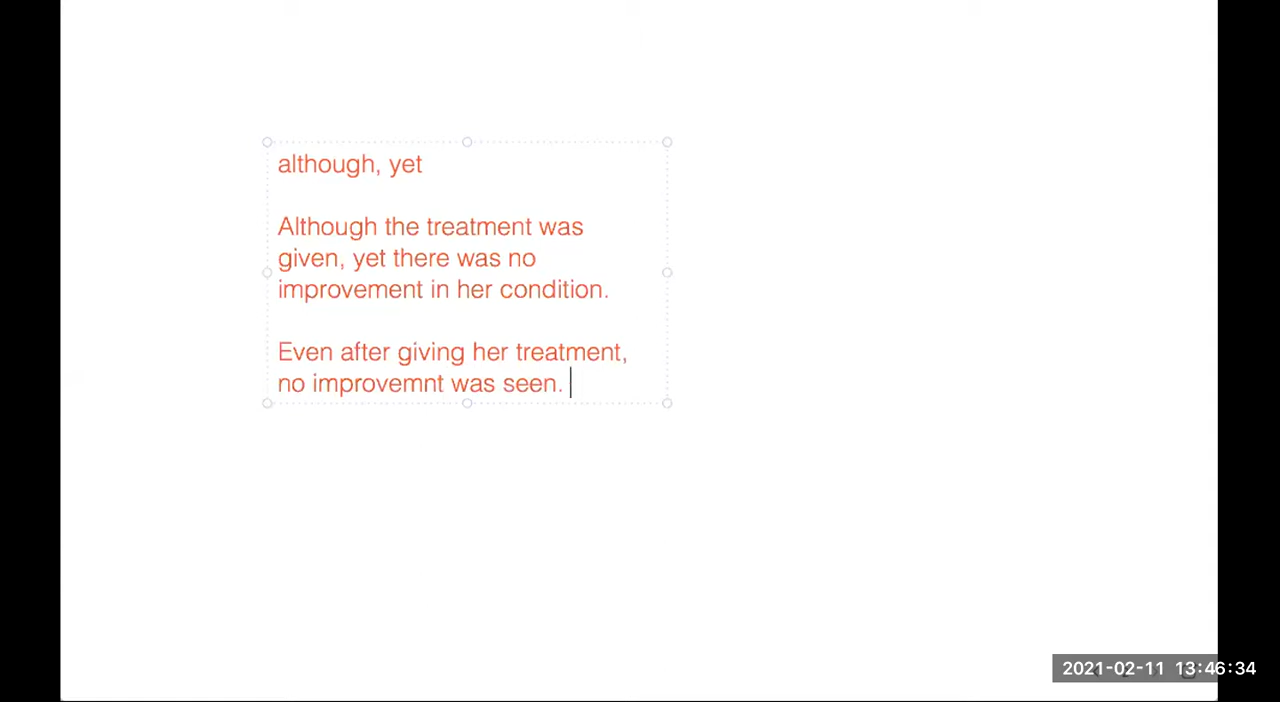 although, yet
Although the treatment was
given, yet there was no
improvement in her condition.
Even after giving her treatment,
no improvemnt was seen.
2021-02-11 13:46:34